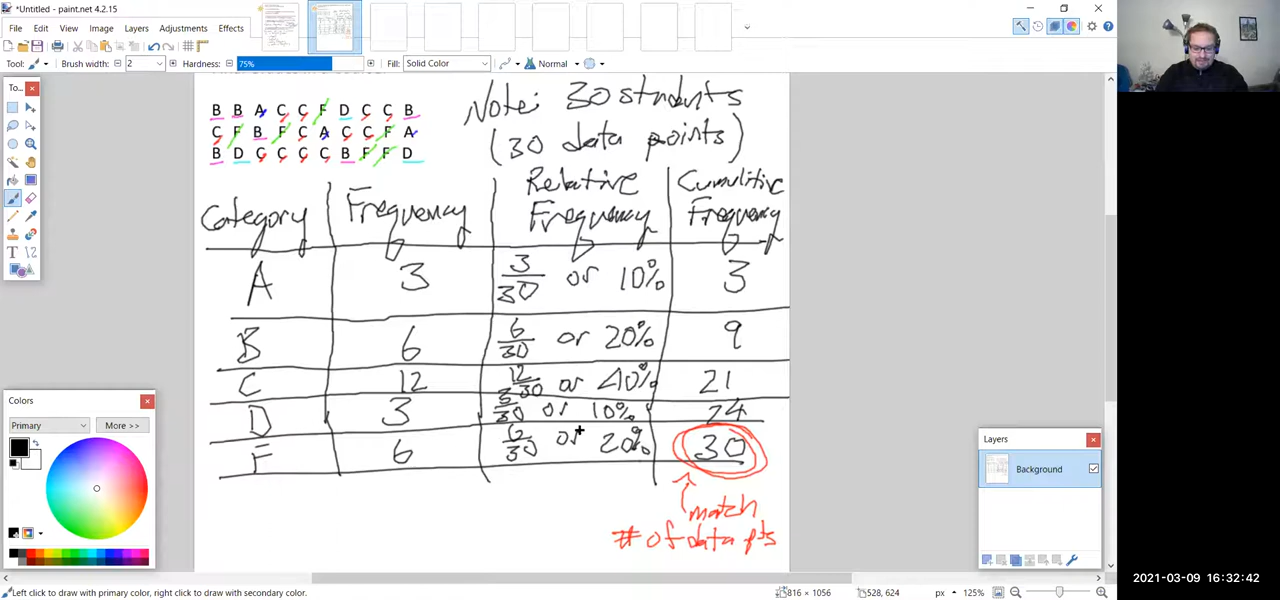 *Untitled - paint.net 4.2.15
File Edit View Image Layers Adjustments Effects
Tool: Brush width: 2 Hardness: 75% Fill: Solid Color Normal
To...
B B A C C F D C C B
C F B F C A C C F A
B D C C C C B F F D
Note: 30 students
(30 data points)
Category Frequency Relative Frequency Cumulitive Frequency
A 3 3/30 or 10% 3
B 6 6/30 or 20% 9
C 12 12/30 or 40% 21
D 3 3/30 or 10% 24
F 6 6/30 or 20% 30
match
# of data pts
Colors
Primary More >>
Layers
Background
Left click to draw with primary color, right click to draw with secondary color.
816 × 1056 528, 624 px 125%
2021-03-09 16:32:42